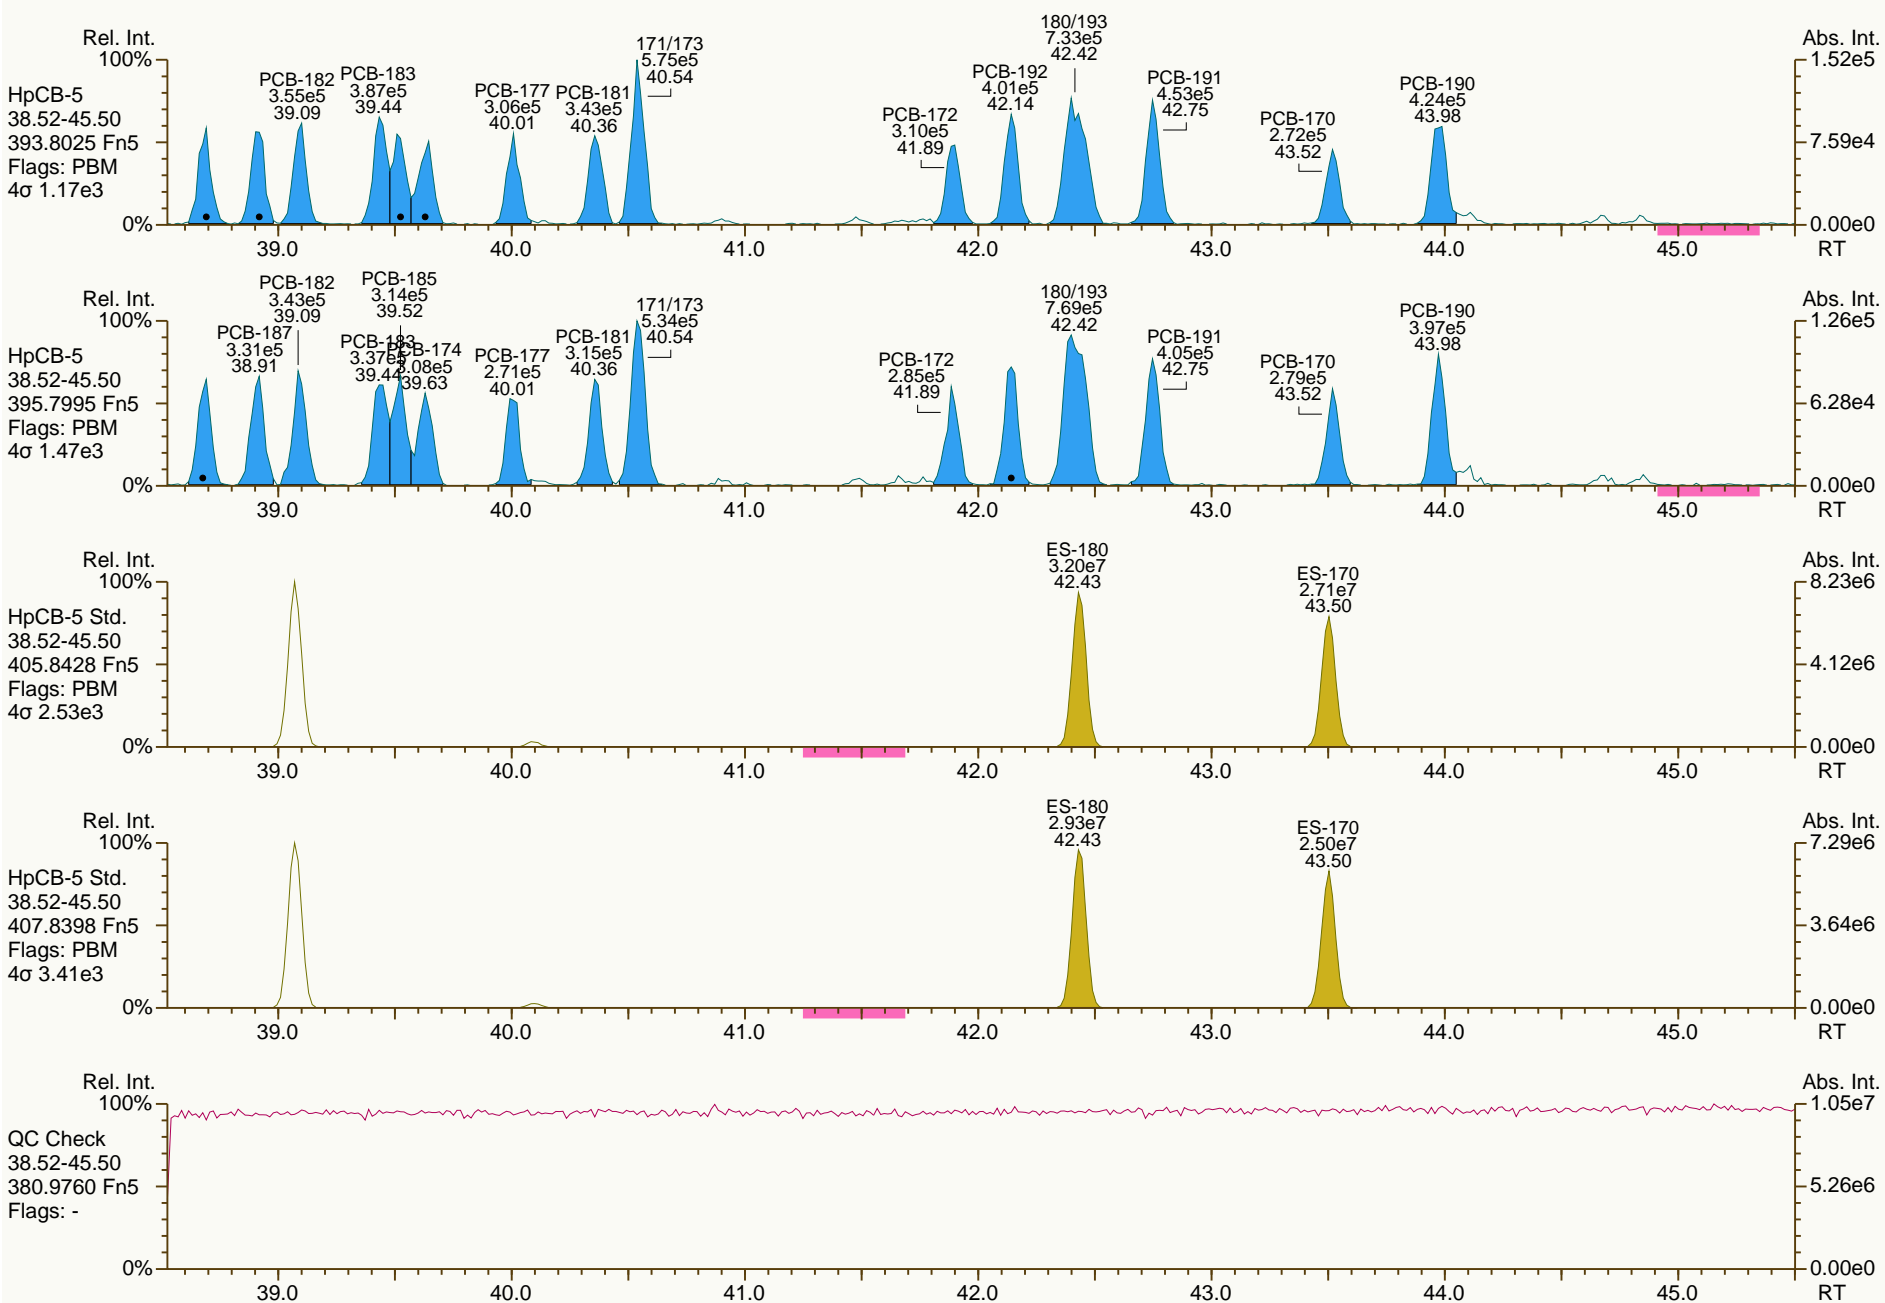 Rel. Int.
100%
0%
HpCB-5
38.52-45.50
393.8025 Fn5
Flags: PBM
4σ 1.17e3
PCB-182
3.55e5
39.09
PCB-183
3.87e5
39.44
PCB-177
3.06e5
40.01
PCB-181
3.43e5
40.36
171/173
5.75e5
40.54
PCB-172
3.10e5
41.89
PCB-192
4.01e5
42.14
180/193
7.33e5
42.42
PCB-191
4.53e5
42.75
PCB-170
2.72e5
43.52
PCB-190
4.24e5
43.98
Abs. Int.
1.52e5
7.59e4
0.00e0
39.0 40.0 41.0 42.0 43.0 44.0 45.0 RT
Rel. Int.
100%
0%
HpCB-5
38.52-45.50
395.7995 Fn5
Flags: PBM
4σ 1.47e3
PCB-187
3.31e5
38.91
PCB-182
3.43e5
39.09
PCB-183
3.37e5
39.44
PCB-185
3.14e5
39.52
PCB-174
3.08e5
39.63
PCB-177
2.71e5
40.01
PCB-181
3.15e5
40.36
171/173
5.34e5
40.54
PCB-172
2.85e5
41.89
180/193
7.69e5
42.42
PCB-191
4.05e5
42.75
PCB-170
2.79e5
43.52
PCB-190
3.97e5
43.98
Abs. Int.
1.26e5
6.28e4
0.00e0
39.0 40.0 41.0 42.0 43.0 44.0 45.0 RT
Rel. Int.
100%
0%
HpCB-5 Std.
38.52-45.50
405.8428 Fn5
Flags: PBM
4σ 2.53e3
ES-180
3.20e7
42.43
ES-170
2.71e7
43.50
Abs. Int.
8.23e6
4.12e6
0.00e0
39.0 40.0 41.0 42.0 43.0 44.0 45.0 RT
Rel. Int.
100%
0%
HpCB-5 Std.
38.52-45.50
407.8398 Fn5
Flags: PBM
4σ 3.41e3
ES-180
2.93e7
42.43
ES-170
2.50e7
43.50
Abs. Int.
7.29e6
3.64e6
0.00e0
39.0 40.0 41.0 42.0 43.0 44.0 45.0 RT
Rel. Int.
100%
0%
QC Check
38.52-45.50
380.9760 Fn5
Flags: -
Abs. Int.
1.05e7
5.26e6
0.00e0
39.0 40.0 41.0 42.0 43.0 44.0 45.0 RT